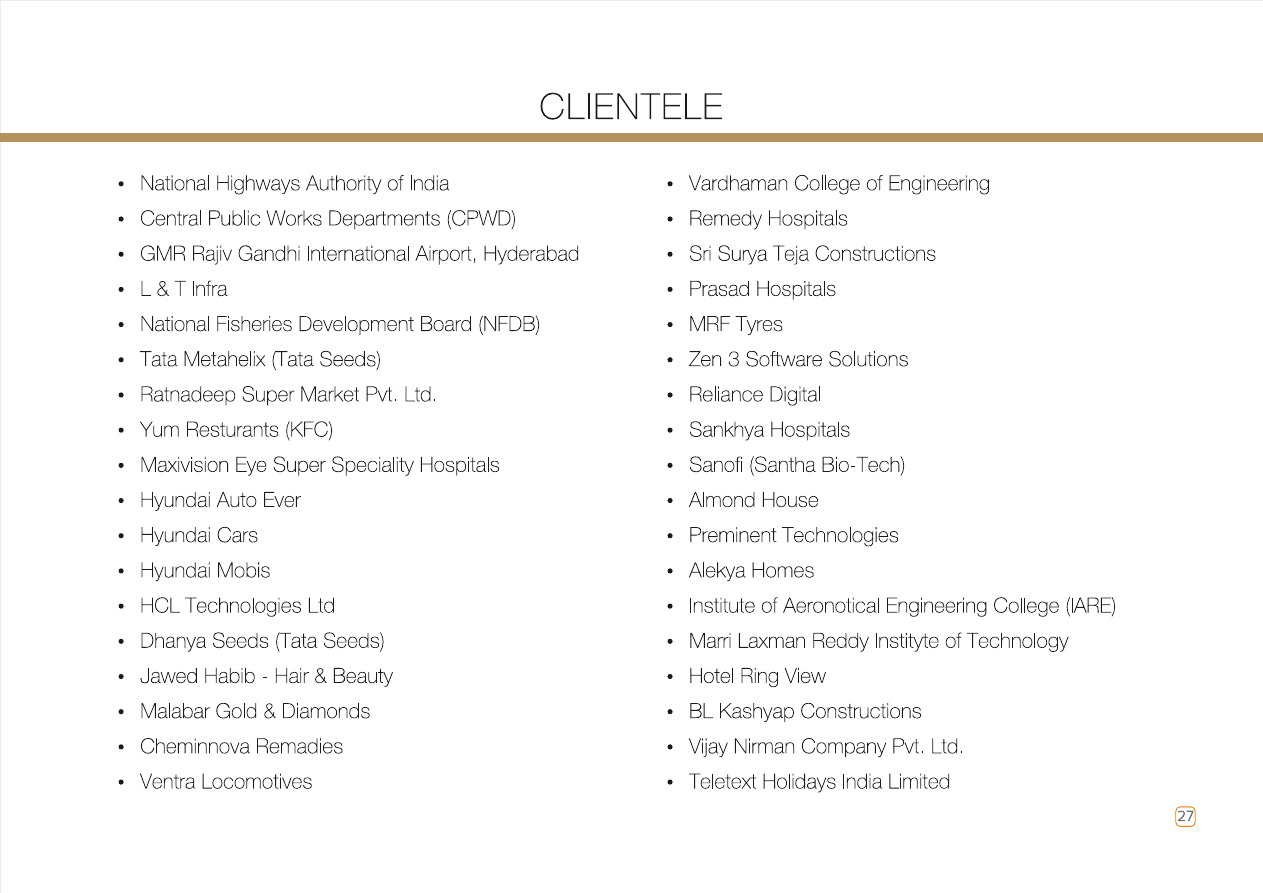 CLIENTELE
• National Highways Authority of India
• Central Public Works Departments (CPWD)
• GMR Rajiv Gandhi International Airport, Hyderabad
• L & T Infra
• National Fisheries Development Board (NFDB)
• Tata Metahelix (Tata Seeds)
• Ratnadeep Super Market Pvt. Ltd.
• Yum Resturants (KFC)
• Maxivision Eye Super Speciality Hospitals
• Hyundai Auto Ever
• Hyundai Cars
• Hyundai Mobis
• HCL Technologies Ltd
• Dhanya Seeds (Tata Seeds)
• Jawed Habib - Hair & Beauty
• Malabar Gold & Diamonds
• Cheminnova Remadies
• Ventra Locomotives
• Vardhaman College of Engineering
• Remedy Hospitals
• Sri Surya Teja Constructions
• Prasad Hospitals
• MRF Tyres
• Zen 3 Software Solutions
• Reliance Digital
• Sankhya Hospitals
• Sanofi (Santha Bio-Tech)
• Almond House
• Preminent Technologies
• Alekya Homes
• Institute of Aeronotical Engineering College (IARE)
• Marri Laxman Reddy Instityte of Technology
• Hotel Ring View
• BL Kashyap Constructions
• Vijay Nirman Company Pvt. Ltd.
• Teletext Holidays India Limited
27